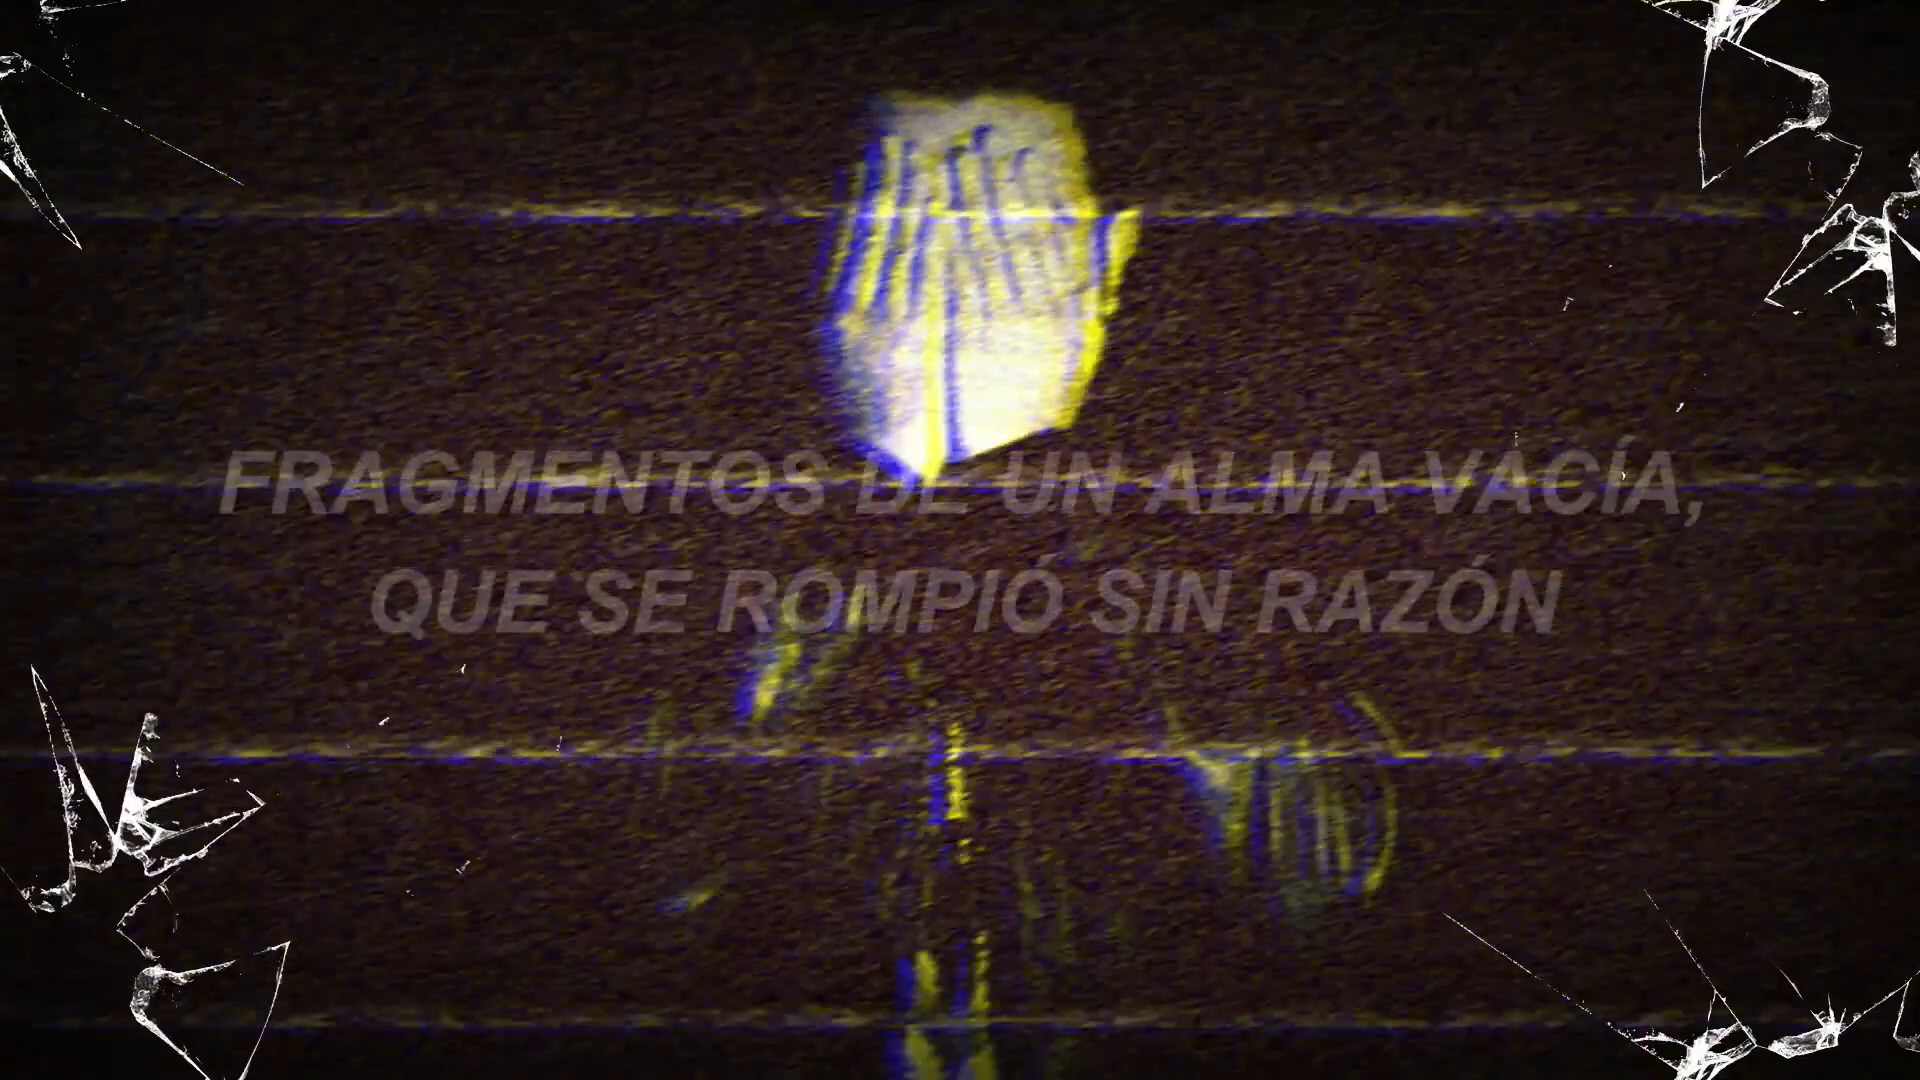 FRAGMENTOS DE UN ALMA VACÍA,
QUE SE ROMPIÓ SIN RAZÓN